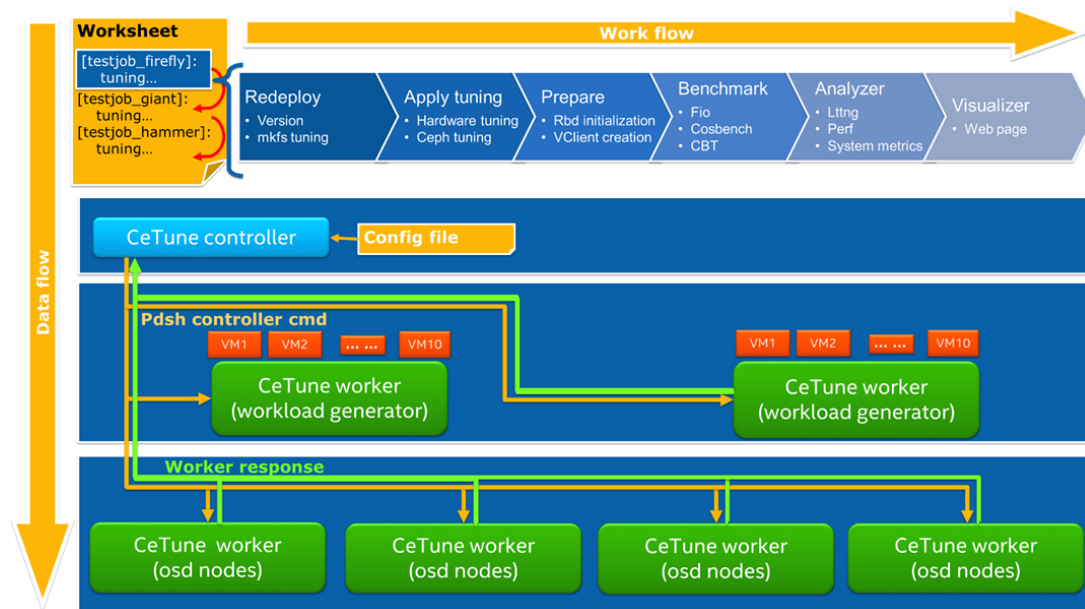 Worksheet
[testjob_firefly]:
tuning...
[testjob_giant]:
tuning...
[testjob_hammer]:
tuning...
Work flow
Redeploy
• Version
• mkfs tuning
Apply tuning
• Hardware tuning
• Ceph tuning
Prepare
• Rbd initialization
• VClient creation
Benchmark
• Fio
• Cosbench
• CBT
Analyzer
• Lttng
• Perf
• System metrics
Visualizer
• Web page
Data flow
CeTune controller
Config file
Pdsh controller cmd
VM1
VM2
... ...
VM10
CeTune worker
(workload generator)
VM1
VM2
... ...
VM10
CeTune worker
(workload generator)
Worker response
CeTune worker
(osd nodes)
CeTune worker
(osd nodes)
CeTune worker
(osd nodes)
CeTune worker
(osd nodes)